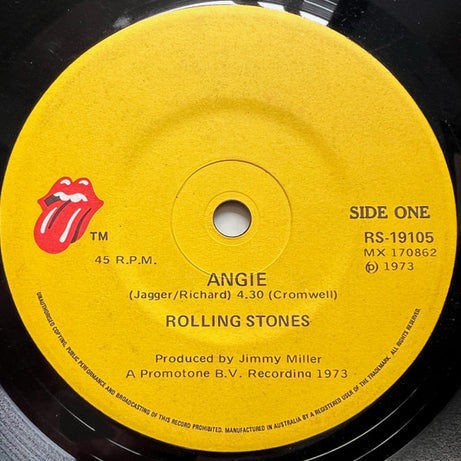 SIDE ONE
TM
RS-19105
45 R.P.M.
MX 170862
℗ 1973
ANGIE
(Jagger/Richard) 4.30 (Cromwell)
ROLLING STONES
Produced by Jimmy Miller
A Promotone B.V. Recording 1973
UNAUTHORISED COPYING, PUBLIC PERFORMANCE AND BROADCASTING OF THIS RECORD PROHIBITED. MANUFACTURED IN AUSTRALIA BY A REGISTERED USER OF THE TRADEMARK. ALL RIGHTS RESERVED.